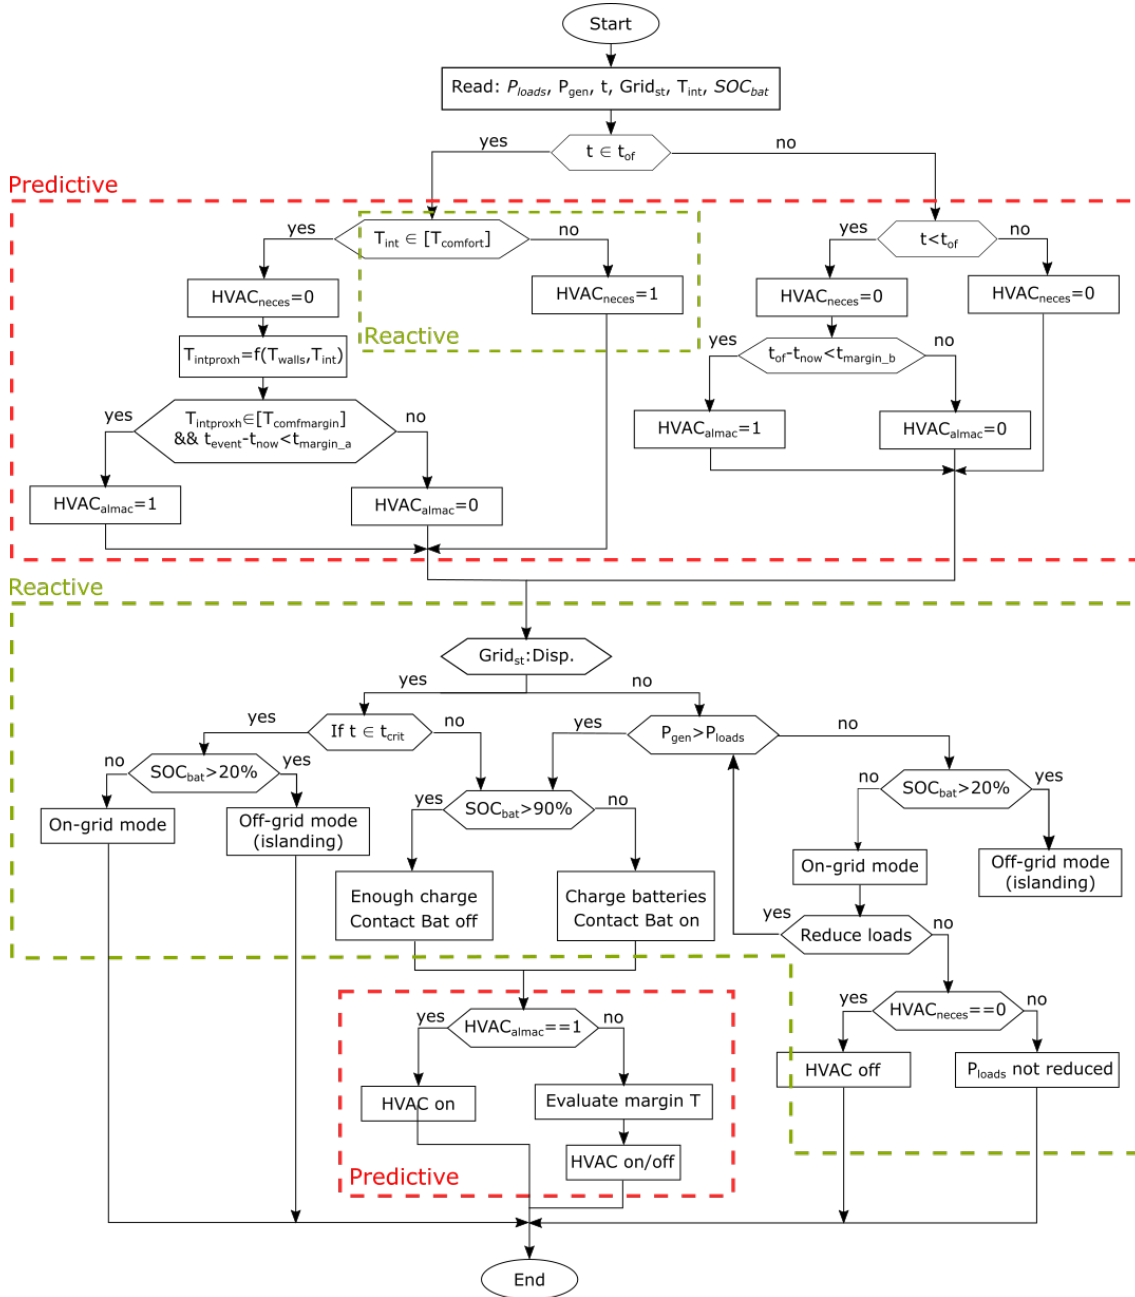 Start
Read: P_loads, P_gen, t, Grid_st, T_int, SOC_bat
yes
t ∈ t_of
no
Predictive
yes
T_int ∈ [T_comfort]
no
yes
t<t_of
no
HVAC_neces=0
HVAC_neces=1
HVAC_neces=0
HVAC_neces=0
Reactive
T_intproxh=f(T_walls,T_int)
yes
t_of-t_now<t_margin_b
no
yes
T_intproxh∈[T_comfmargin]
&& t_event-t_now<t_margin_a
no
HVAC_almac=1
HVAC_almac=0
HVAC_almac=1
HVAC_almac=0
Reactive
Grid_st:Disp.
yes
no
yes
If t ∈ t_crit
no
yes
P_gen>P_loads
no
no
SOC_bat>20%
yes
no
SOC_bat>20%
yes
yes
SOC_bat>90%
no
On-grid mode
Off-grid mode
(islanding)
On-grid mode
Off-grid mode
(islanding)
Enough charge
Contact Bat off
Charge batteries
Contact Bat on
yes
Reduce loads
no
yes
HVAC_almac==1
no
yes
HVAC_neces==0
no
HVAC off
P_loads not reduced
HVAC on
Evaluate margin T
HVAC on/off
Predictive
End